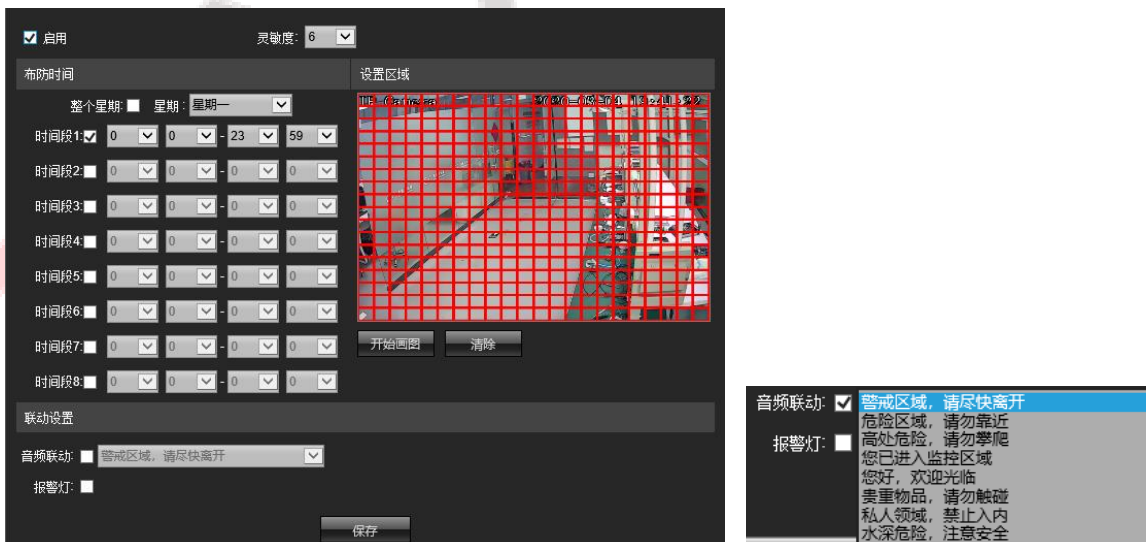 启用 灵敏度: 6
布防时间 设置区域
整个星期: 星期: 星期一
IP-Camera
时间段1: 0 0 - 23 59
时间段2: 0 0 - 0 0
时间段3: 0 0 - 0 0
时间段4: 0 0 - 0 0
时间段5: 0 0 - 0 0
时间段6: 0 0 - 0 0
时间段7: 0 0 - 0 0
开始画图 清除
时间段8: 0 0 - 0 0
联动设置
音频联动: 警戒区域，请尽快离开
报警灯:
保存
音频联动: 警戒区域，请尽快离开
危险区域，请勿靠近
报警灯: 高处危险，请勿攀爬
您已进入监控区域
您好，欢迎光临
贵重物品，请勿触碰
私人领域，禁止入内
水深危险，注意安全